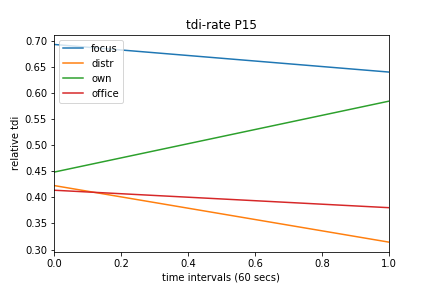 tdi-rate P15
relative tdi
0.70
0.65
0.60
0.55
0.50
0.45
0.40
0.35
0.30
focus
distr
own
office
0.0 0.2 0.4 0.6 0.8 1.0
time intervals (60 secs)